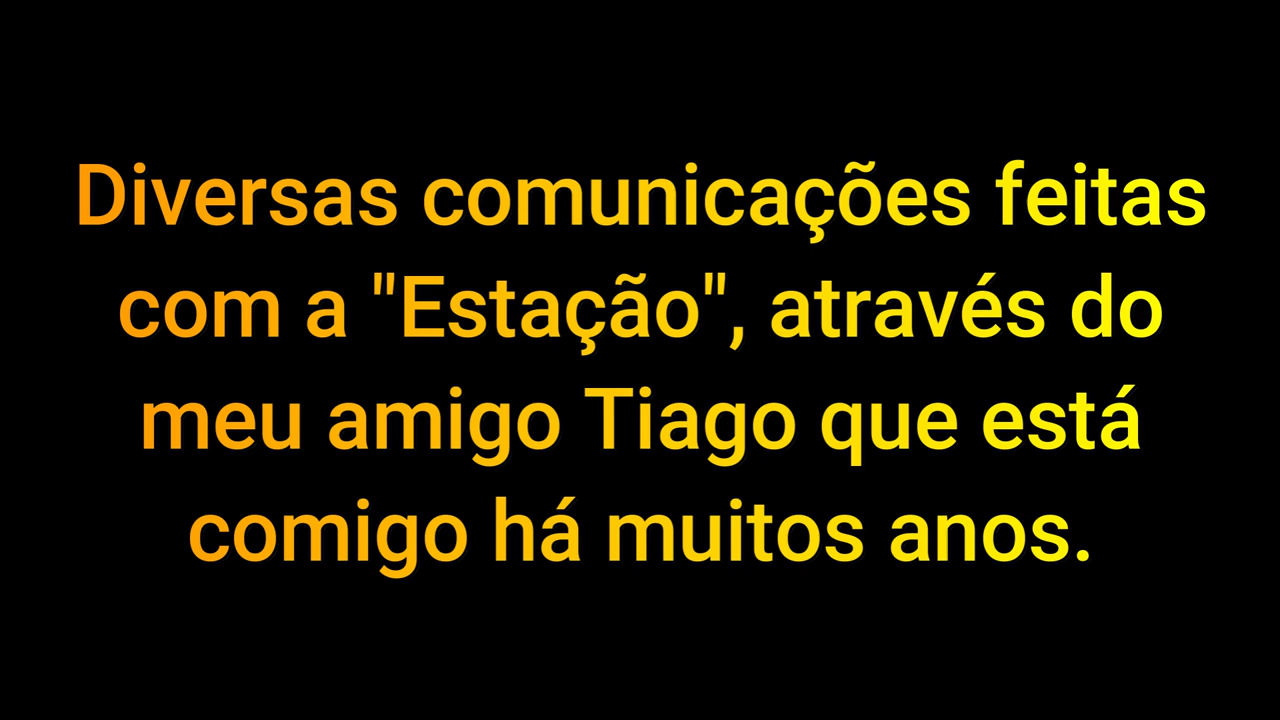 Diversas comunicações feitas
com a "Estação", através do
meu amigo Tiago que está
comigo há muitos anos.